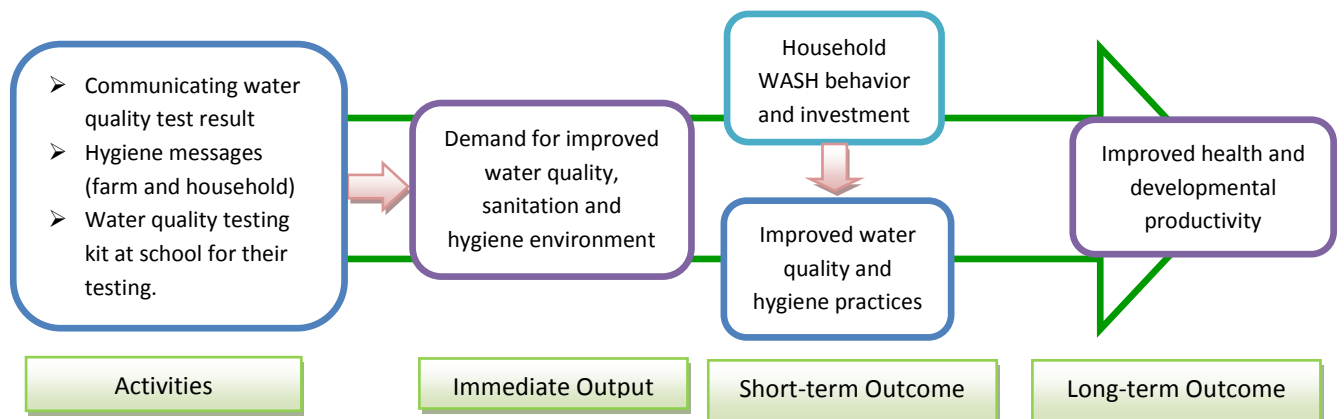 ➢ Communicating water
quality test result
➢ Hygiene messages
(farm and household)
➢ Water quality testing
kit at school for their
testing.
Demand for improved
water quality,
sanitation and
hygiene environment
Household
WASH behavior
and investment
Improved water
quality and
hygiene practices
Improved health and
developmental
productivity
Activities
Immediate Output
Short-term Outcome
Long-term Outcome